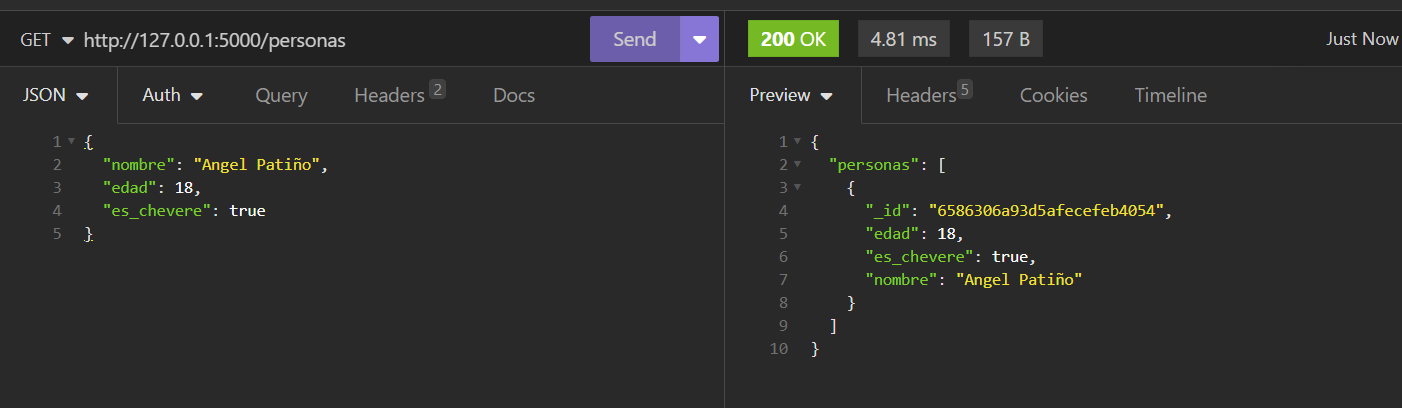 GET http://127.0.0.1:5000/personas Send 200 OK 4.81 ms 157 B Just Now
JSON Auth Query Headers 2 Docs Preview Headers 5 Cookies Timeline
1 {
2 "nombre": "Angel Patiño",
3 "edad": 18,
4 "es_chevere": true
5 }
1 {
2 "personas": [
3 {
4 "_id": "6586306a93d5afecefeb4054",
5 "edad": 18,
6 "es_chevere": true,
7 "nombre": "Angel Patiño"
8 }
9 ]
10 }